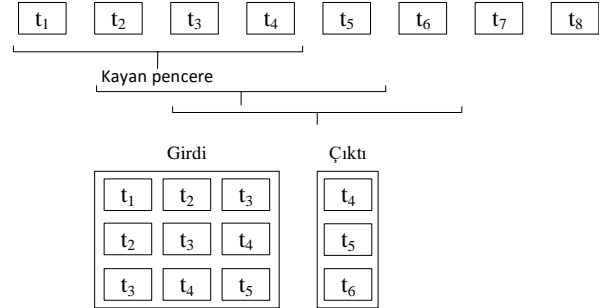 t₁ t₂ t₃ t₄ t₅ t₆ t₇ t₈
Kayan pencere
Girdi Çıktı
t₁ t₂ t₃ t₄
t₂ t₃ t₄ t₅
t₃ t₄ t₅ t₆